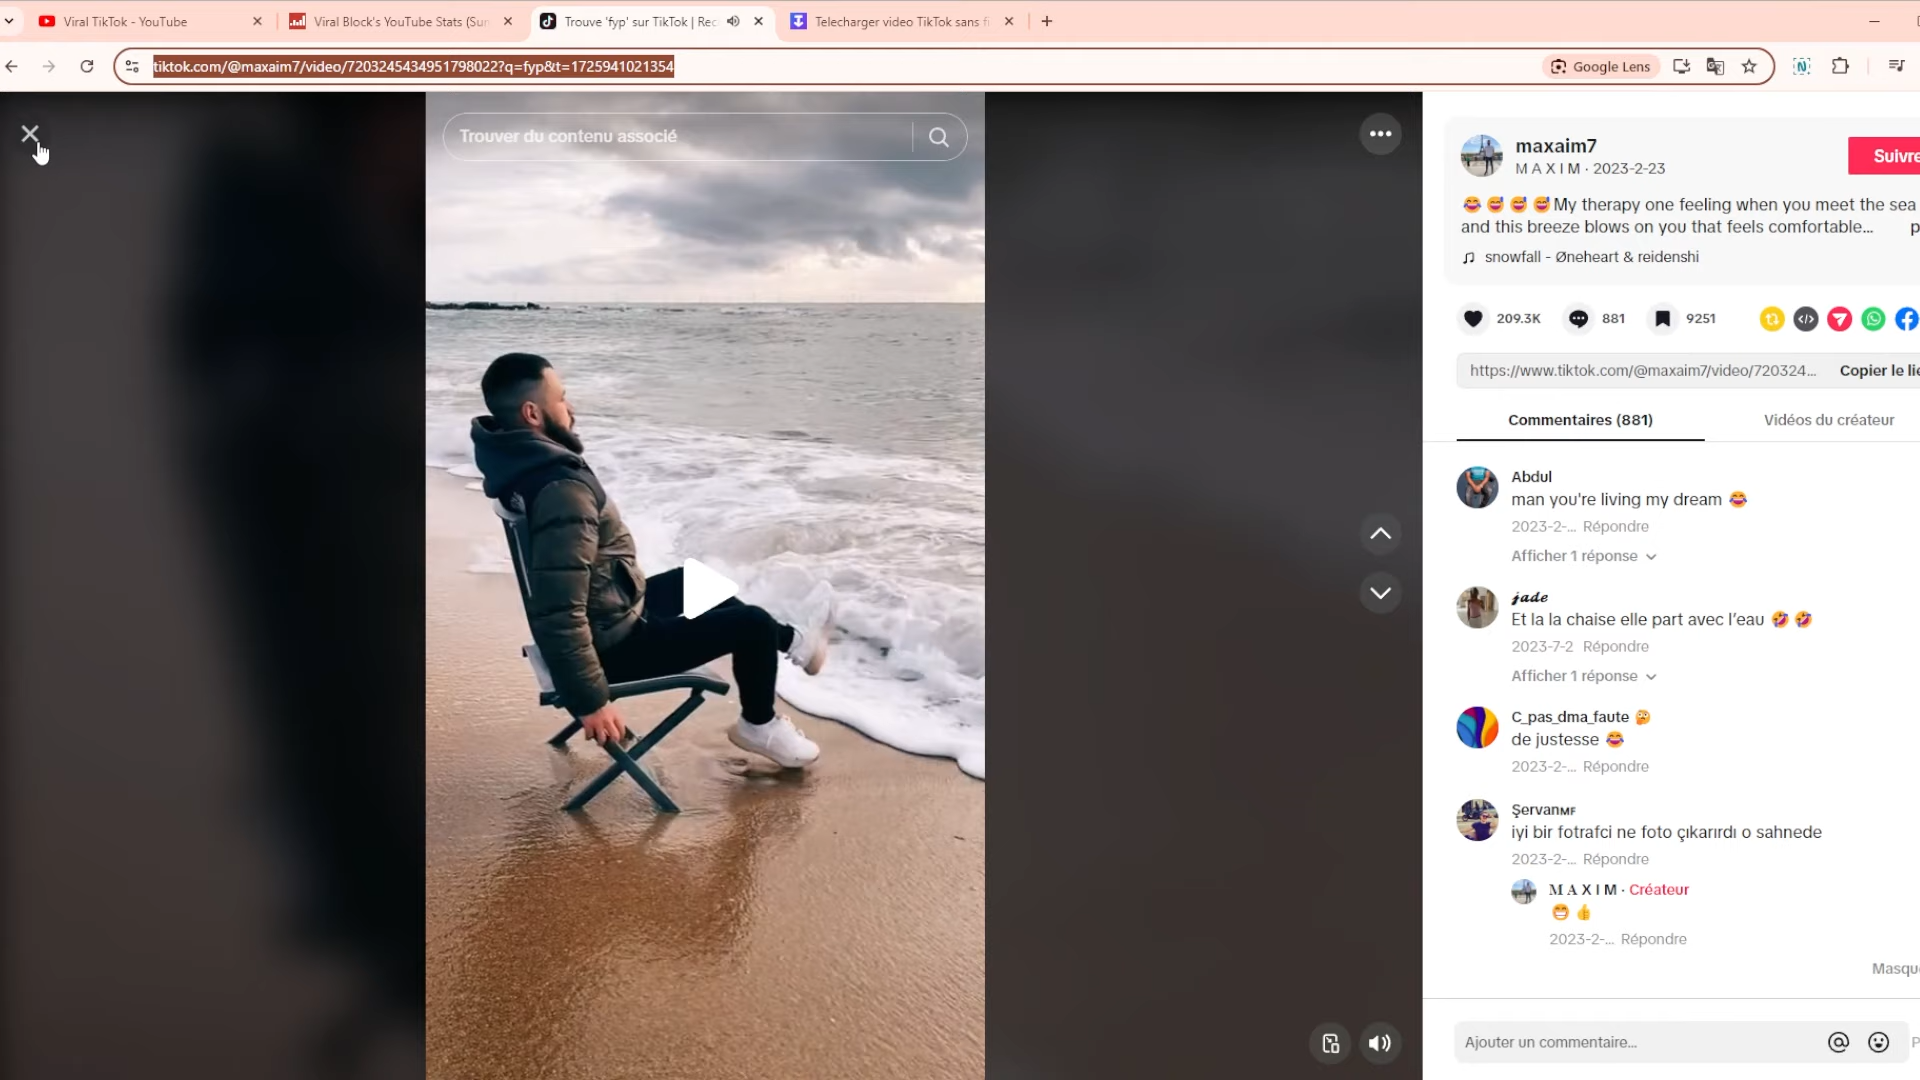 Viral TikTok - YouTube
Viral Block's YouTube Stats (Sum
Trouve 'fyp' sur TikTok | Rec
Telecharger video TikTok sans fi
tiktok.com/@maxaim7/video/7203245434951798022?q=fyp&t=1725941021354
Google Lens
Trouver du contenu associé
maxaim7
M A X I M · 2023-2-23
Suivre
😂 😅 😅 😅 My therapy one feeling when you meet the sea
and this breeze blows on you that feels comfortable... p
snowfall - Øneheart & reidenshi
209.3K
881
9251
https://www.tiktok.com/@maxaim7/video/720324...
Copier le lie
Commentaires (881)
Vidéos du créateur
Abdul
man you're living my dream 😂
2023-2-... Répondre
Afficher 1 réponse
𝓳𝓪𝓭𝓮
Et la la chaise elle part avec l'eau 🤣 🤣
2023-7-2 Répondre
Afficher 1 réponse
C_pas_dma_faute 🤔
de justesse 😂
2023-2-... Répondre
Şervanᴍꜰ
iyi bir fotrafci ne foto çıkarırdı o sahnede
2023-2-... Répondre
M A X I M · Créateur
😁 👍
2023-2-... Répondre
Masqu
Ajouter un commentaire...
P